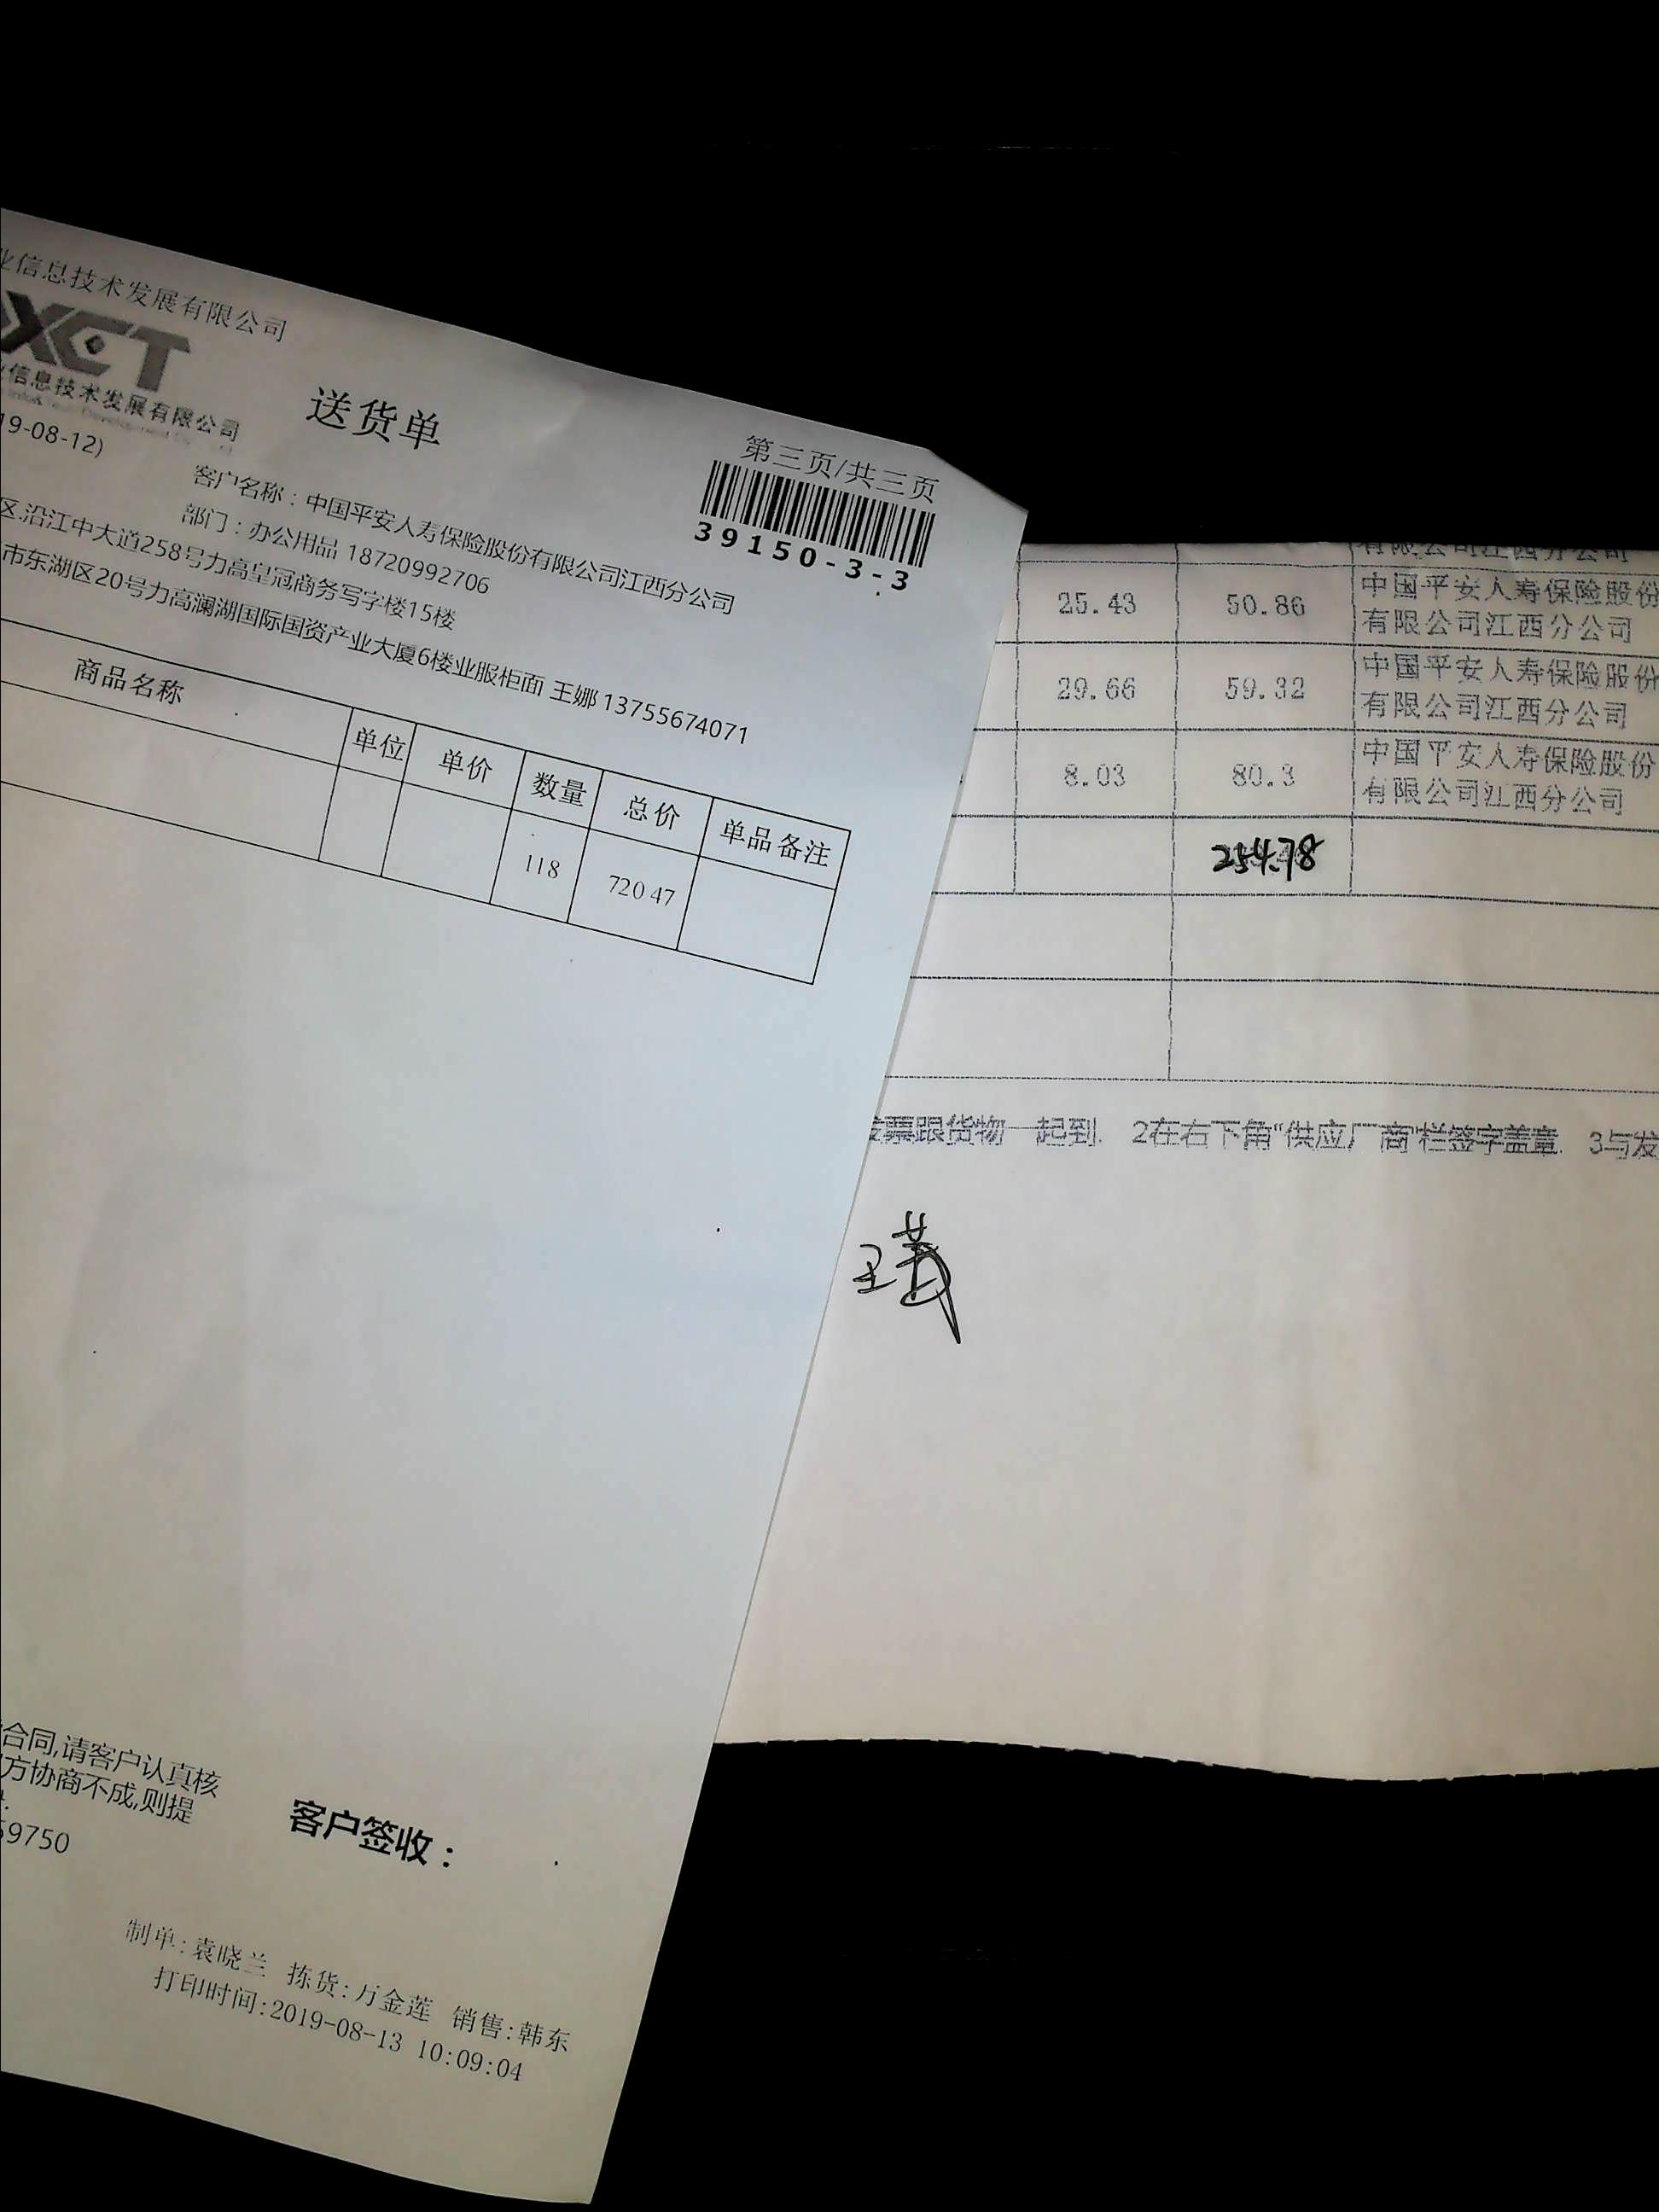 业信息技术发展有限公司
XCT
信息技术发展有限公司
19-08-12)
送货单
第三页/共三页
39150-3-3
客户名称：中国平安人寿保险股份有限公司江西分公司
部门：办公用品 18720992706
区沿江中大道258号力高皇冠商务写字楼15楼
市东湖区20号力高澜湖国际国资产业大厦6楼业服柜面 王娜 13755674071
商品名称 单位 单价 数量 总价 单品备注
118 720.47
合同,请客户认真核
方协商不成,则提
59750
客户签收：
制单:袁晓兰 拣货:万金莲 销售:韩东
打印时间:2019-08-13 10:09:04
有限公司江西分公司
25.43 50.86 中国平安人寿保险股份
有限公司江西分公司
29.66 59.32 中国平安人寿保险股份
有限公司江西分公司
8.03 80.3 中国平安人寿保险股份
有限公司江西分公司
254.78
发票跟货物一起到. 2在右下角“供应厂商”栏签字盖章. 3与发